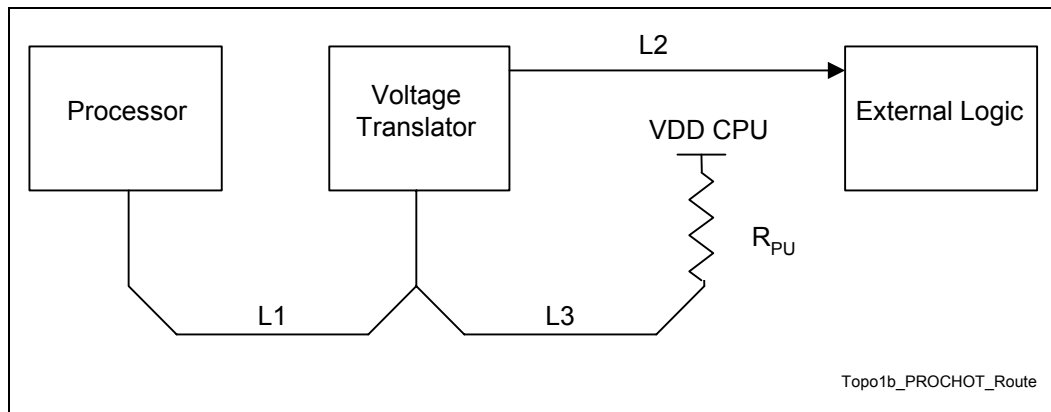 L2
Processor
Voltage
Translator
External Logic
VDD CPU
RPU
L1
L3
Topo1b_PROCHOT_Route